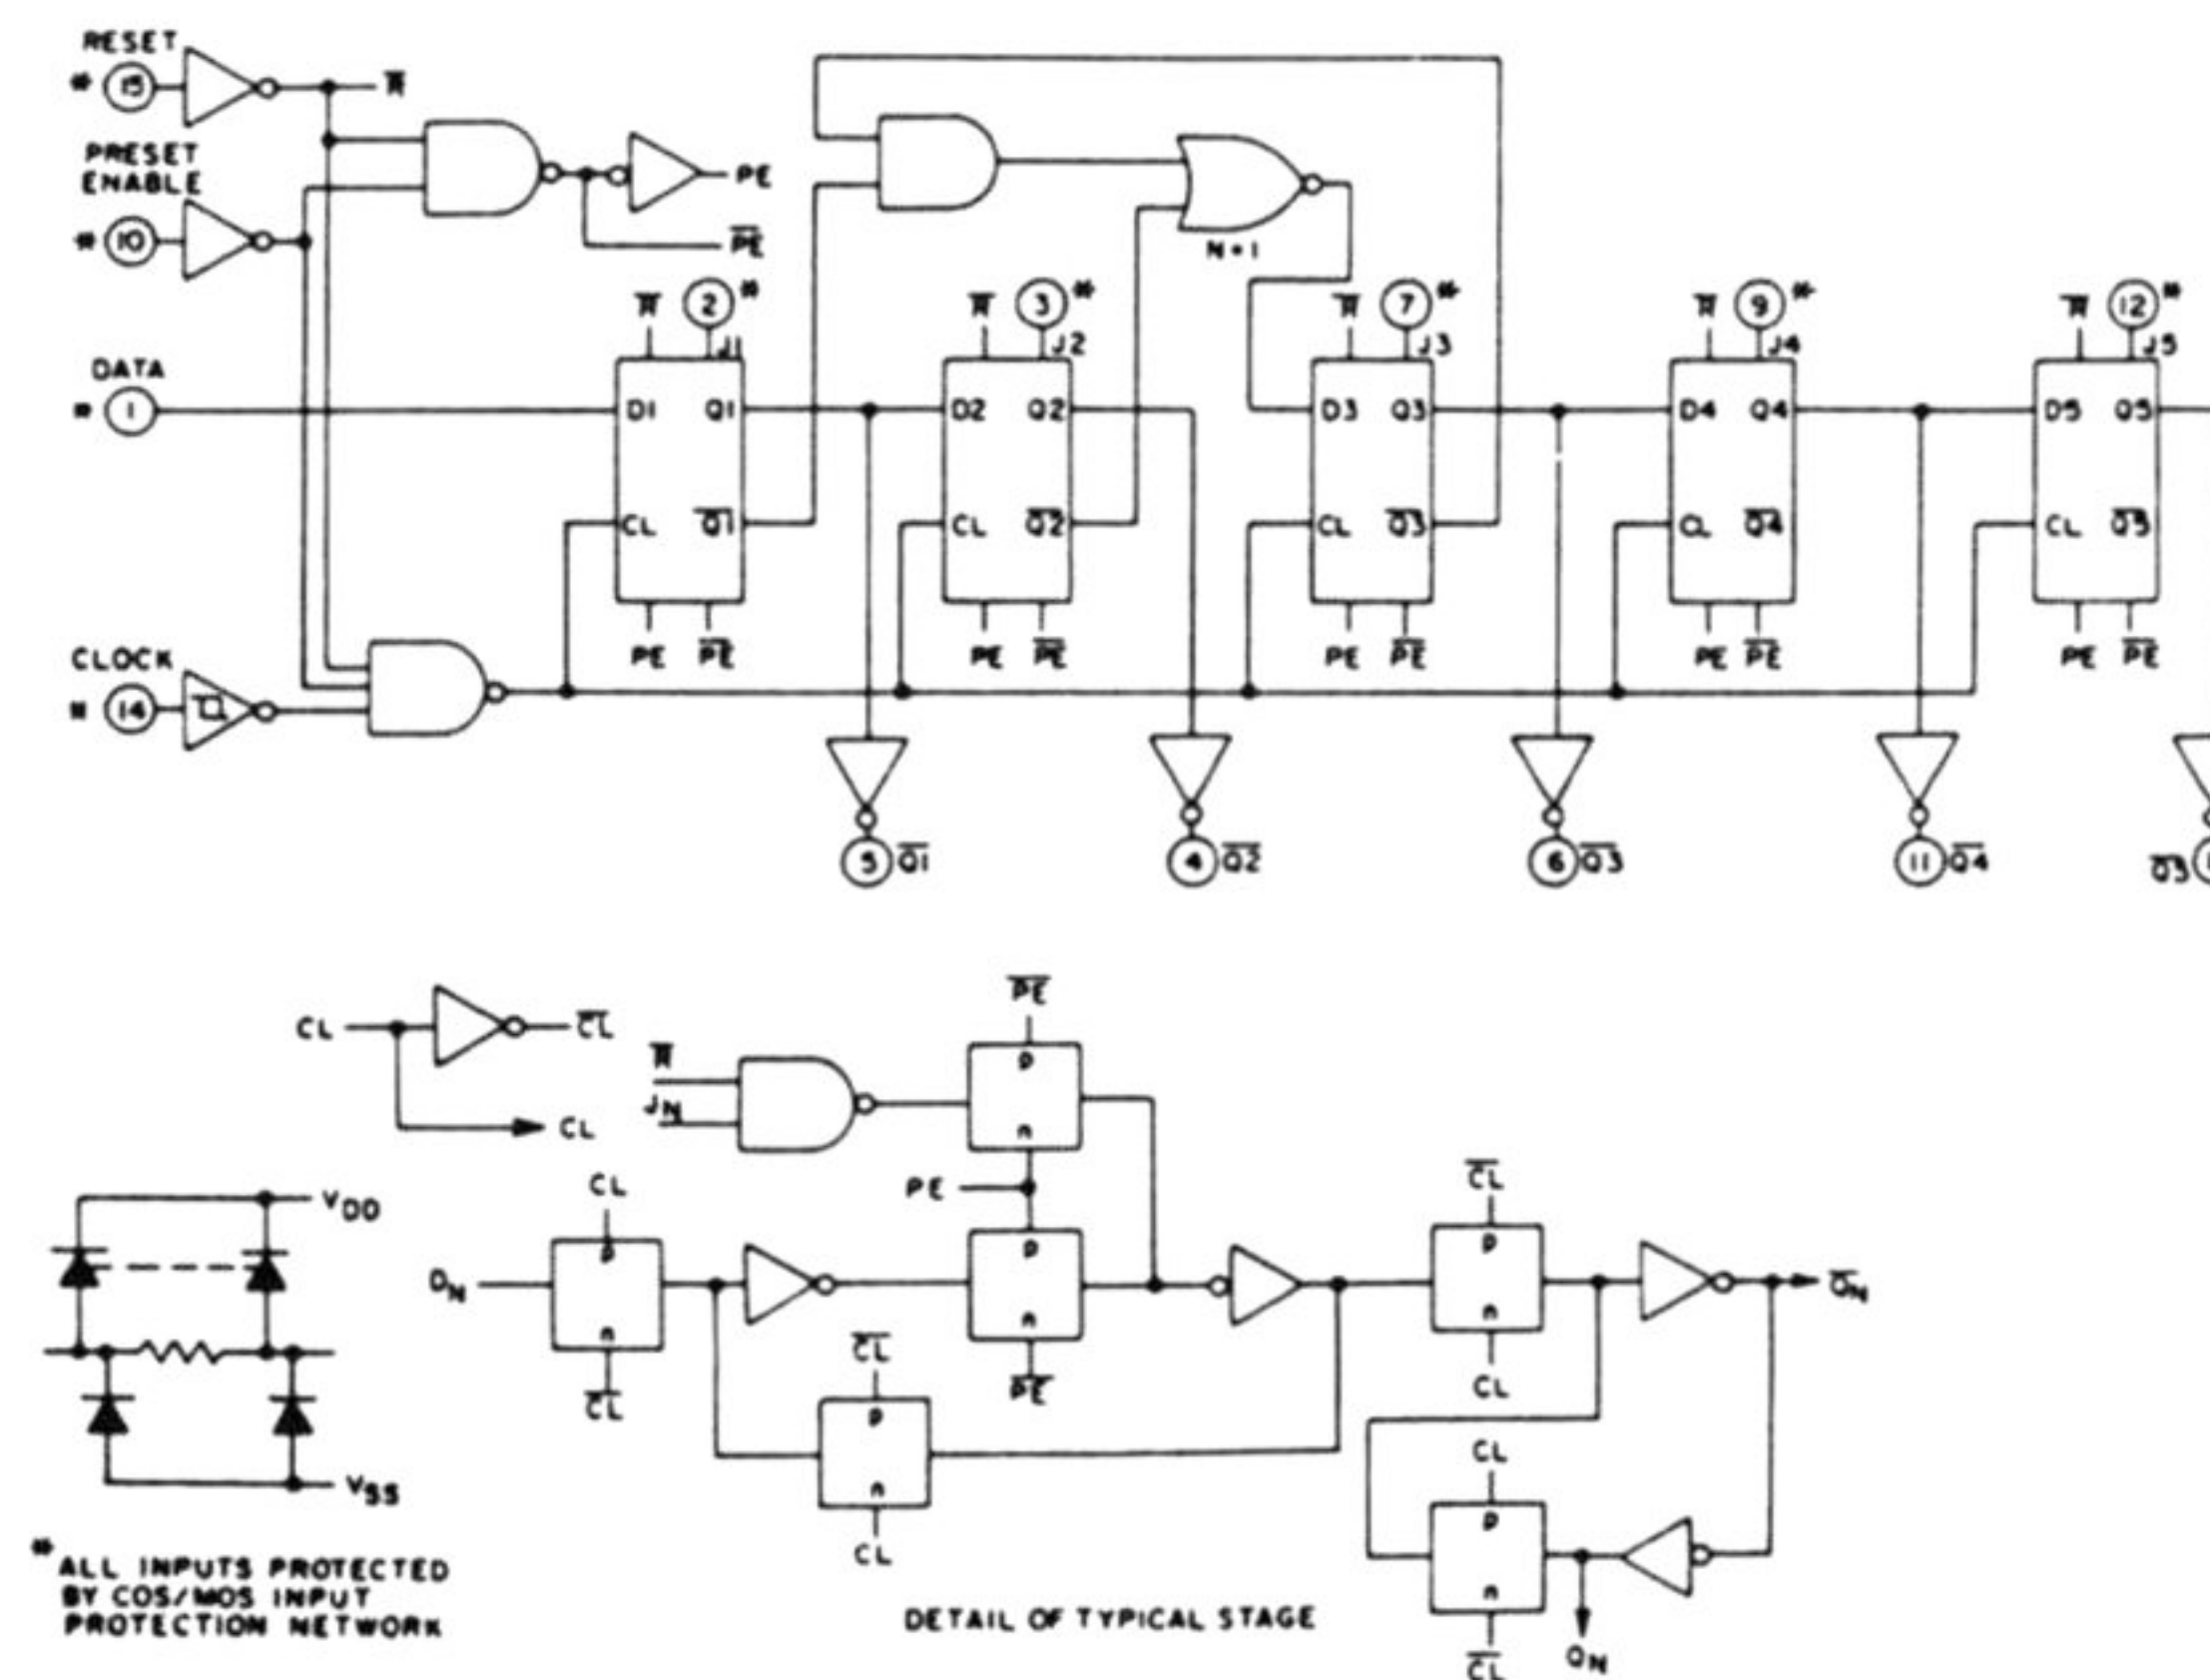 RESET
* 15
R̅
PRESET
ENABLE
* 10
PE
P̅E̅
N•1
R̅ 2 *
J1
R̅ 3 *
J2
R̅ 7 *
J3
R̅ 9 *
J4
R̅ 12 *
J5
DATA
* 1
D1 Q1
D2 Q2
D3 Q3
D4 Q4
D5 Q5
CL Q̅1̅
CL Q̅2̅
CL Q̅3̅
CL Q̅4̅
CL Q̅5̅
PE P̅E̅
PE P̅E̅
PE P̅E̅
PE P̅E̅
PE P̅E̅
CLOCK
* 14
5 Q̅1̅
4 Q̅2̅
6 Q̅3̅
11 Q̅4̅
Q̅5̅
CL C̅L̅
CL
R̅
JN
P̅E̅
p
n
PE
p
n
P̅E̅
DN
CL
p
n
C̅L̅
C̅L̅
p
n
CL
C̅L̅
p
n
CL
Q̅N̅
CL
p
n
C̅L̅
QN
VDD
VSS
*
ALL INPUTS PROTECTED
BY COS/MOS INPUT
PROTECTION NETWORK
DETAIL OF TYPICAL STAGE